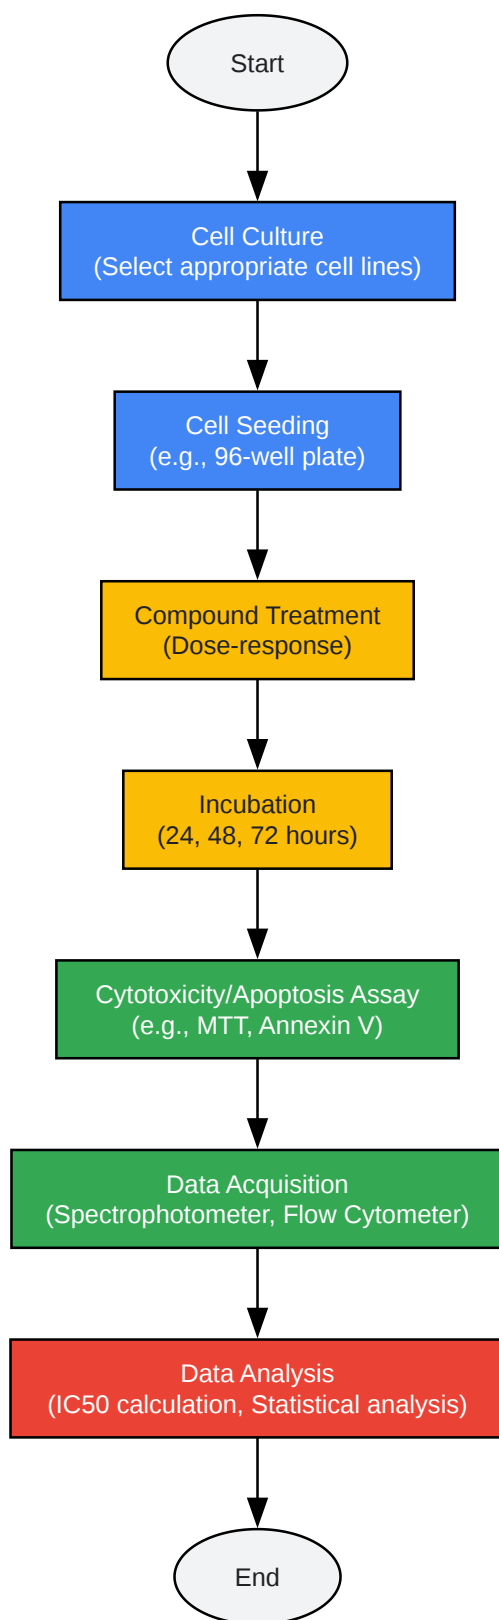 Start
Cell Culture
(Select appropriate cell lines)
Cell Seeding
(e.g., 96-well plate)
Compound Treatment
(Dose-response)
Incubation
(24, 48, 72 hours)
Cytotoxicity/Apoptosis Assay
(e.g., MTT, Annexin V)
Data Acquisition
(Spectrophotometer, Flow Cytometer)
Data Analysis
(IC50 calculation, Statistical analysis)
End